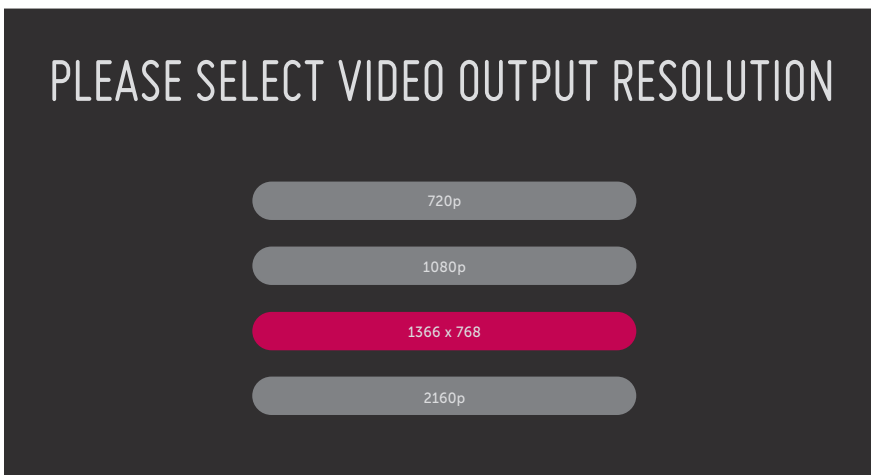 PLEASE SELECT VIDEO OUTPUT RESOLUTION
720p
1080p
1366 x 768
2160p